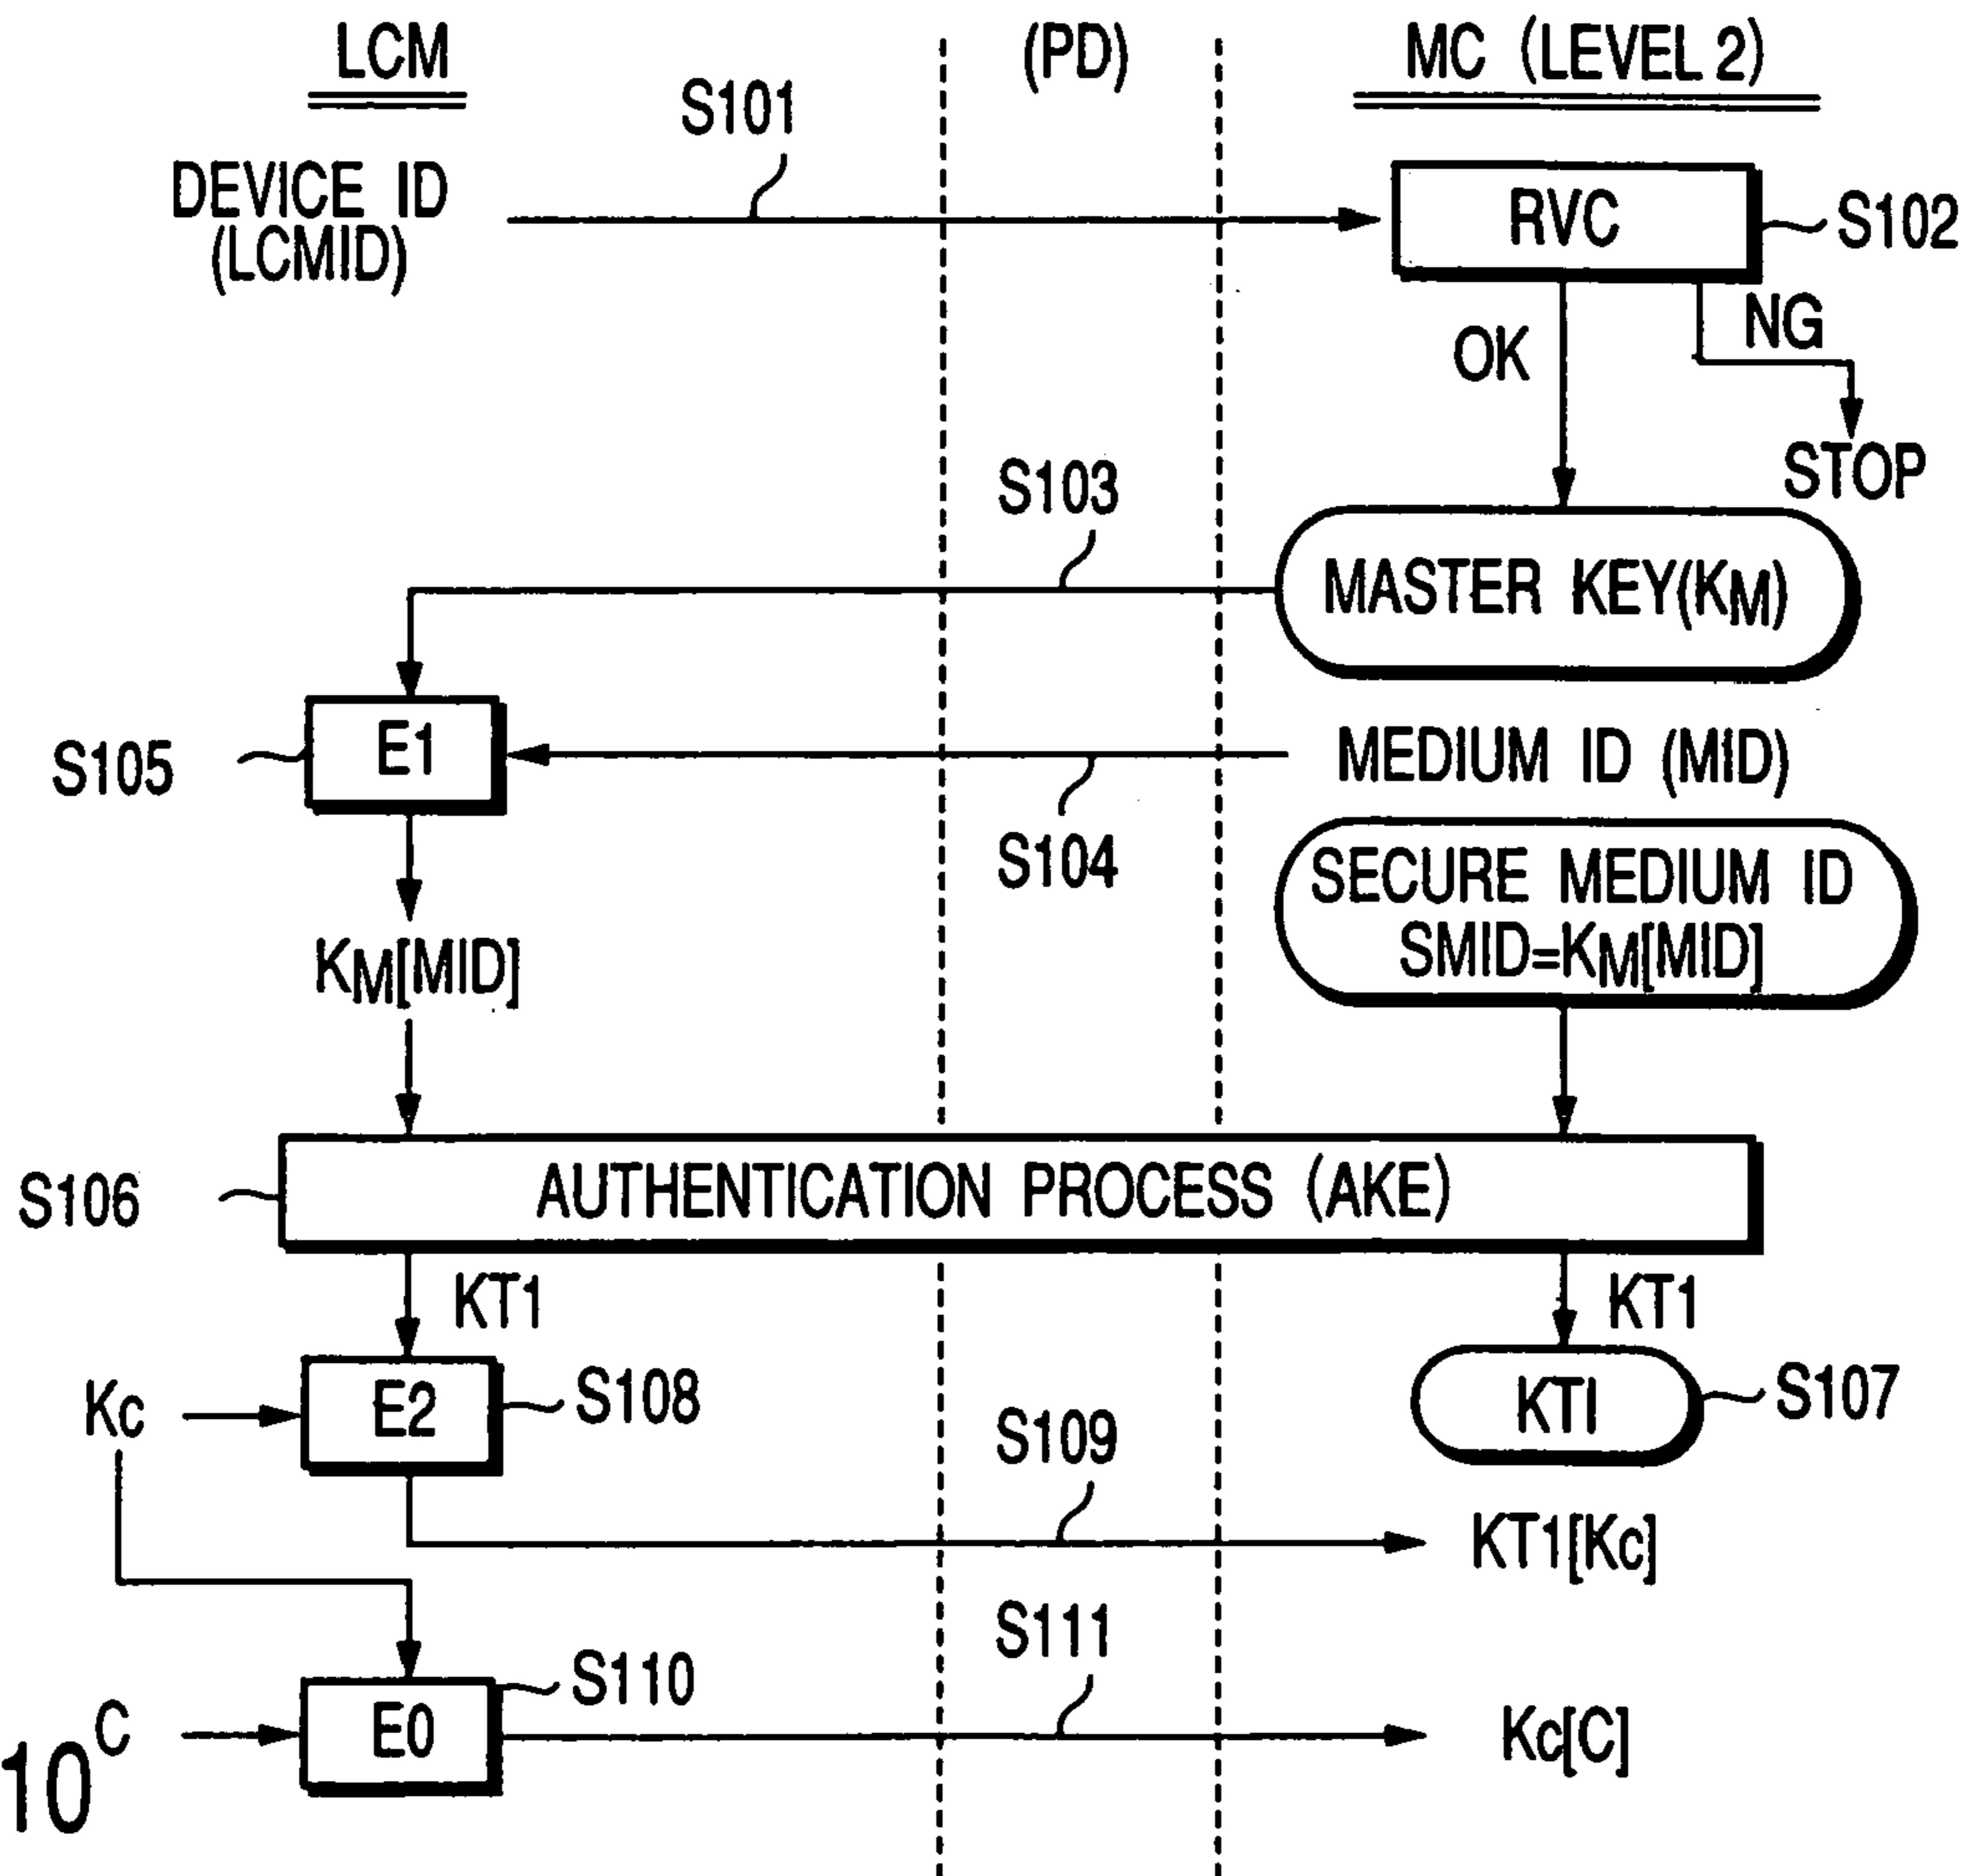 LCM
(PD)
MC (LEVEL 2)
S101
DEVICE ID
(LCMID)
RVC
S102
OK
NG
STOP
S103
MASTER KEY(KM)
E1
S105
MEDIUM ID (MID)
S104
SECURE MEDIUM ID
SMID=KM[MID]
KM[MID]
S106
AUTHENTICATION PROCESS (AKE)
KT1
KT1
Kc
E2
S108
KTI
S107
S109
KT1[Kc]
S111
S110
C
E0
Kc[C]
10